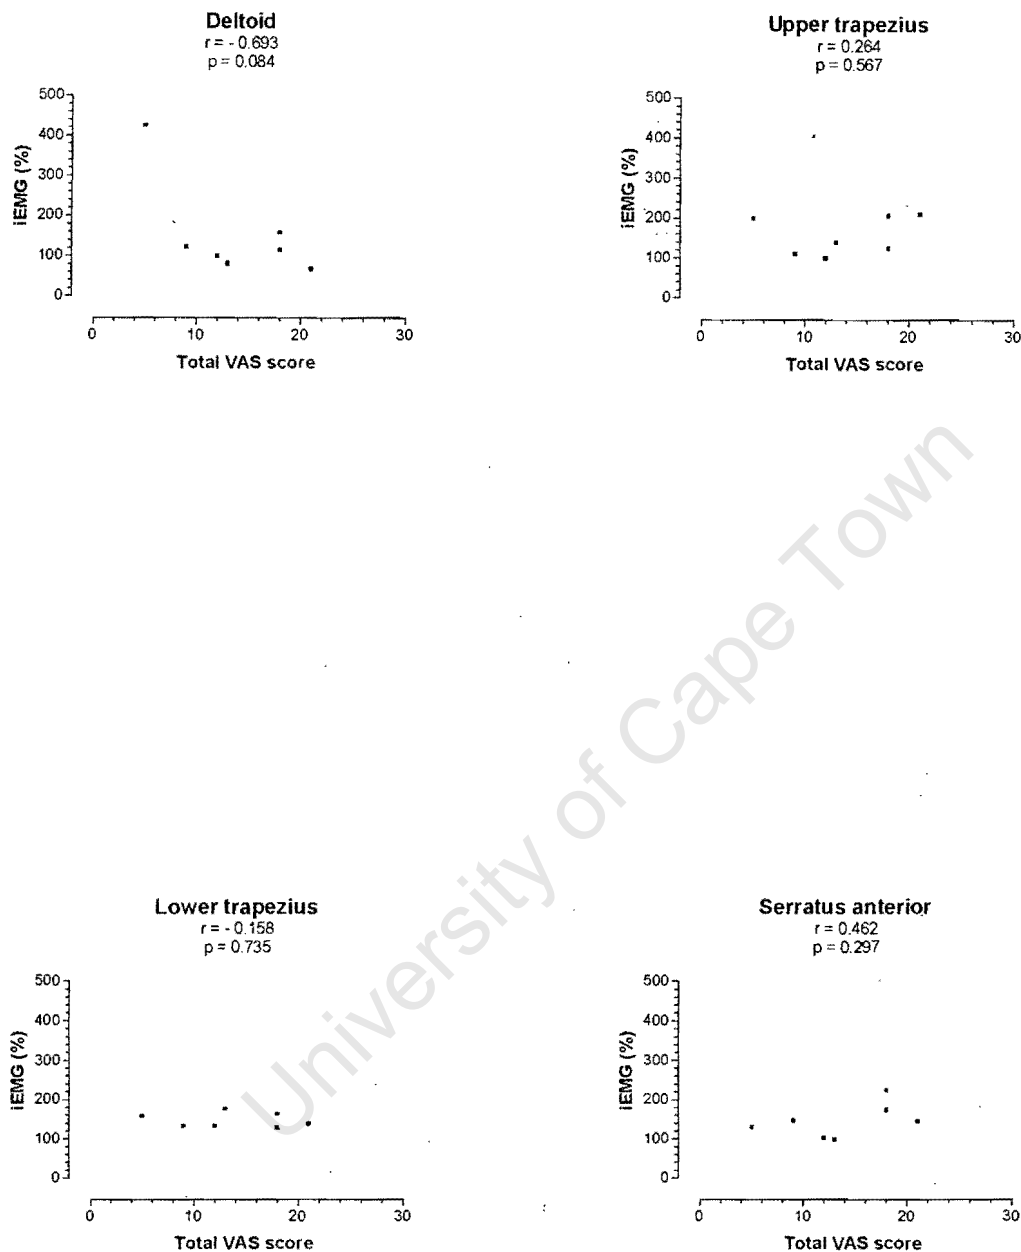 Deltoid
r = - 0.693
p = 0.084
500
400
300
200
100
0
iEMG (%)
0 10 20 30
Total VAS score
Upper trapezius
r = 0.264
p = 0.567
500
400
300
200
100
0
iEMG (%)
0 10 20 30
Total VAS score
University of Cape Town
Lower trapezius
r = - 0.158
p = 0.735
500
400
300
200
100
0
iEMG (%)
0 10 20 30
Total VAS score
Serratus anterior
r = 0.462
p = 0.297
500
400
300
200
100
0
iEMG (%)
0 10 20 30
Total VAS score